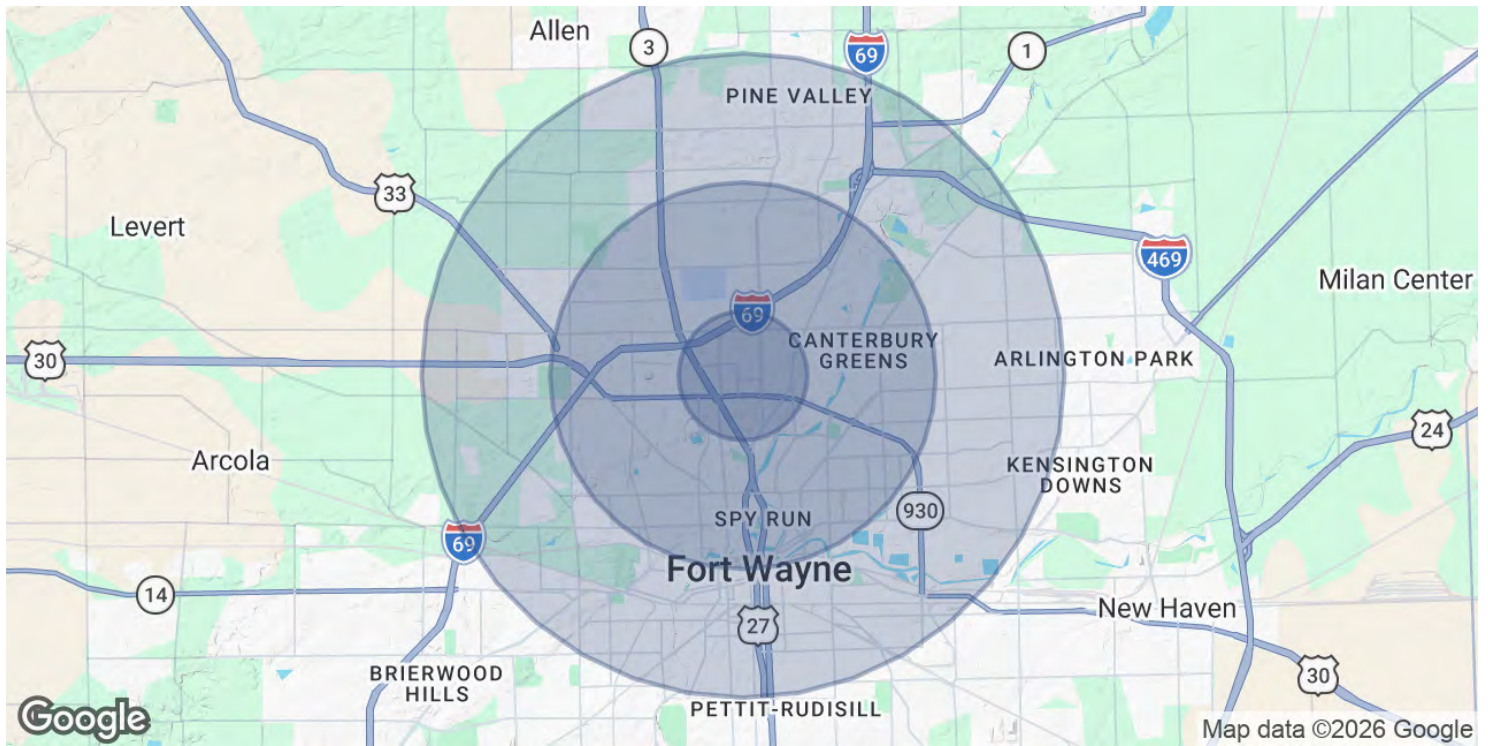 Allen
3
69
1
PINE VALLEY
33
Levert
469
Milan Center
69
CANTERBURY
GREENS
ARLINGTON PARK
30
24
Arcola
KENSINGTON
DOWNS
930
SPY RUN
69
Fort Wayne
14
New Haven
27
BRIERWOOD
HILLS
30
PETTIT-RUDISILL
Google
Map data ©2026 Google